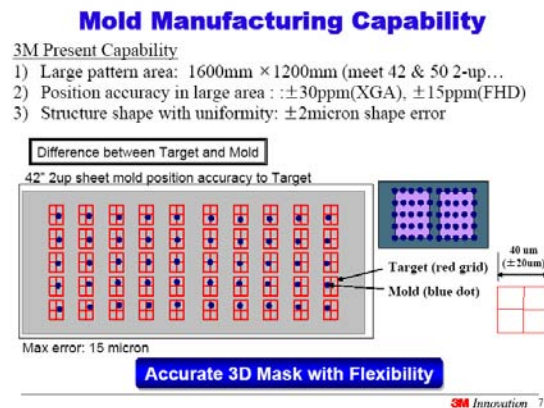 Mold Manufacturing Capability
3M Present Capability
1) Large pattern area: 1600mm ×1200mm (meet 42 & 50 2-up…
2) Position accuracy in large area : :±30ppm(XGA), ±15ppm(FHD)
3) Structure shape with uniformity: ±2micron shape error
Difference between Target and Mold
42" 2up sheet mold position accuracy to Target
40 um
(±20um)
Target (red grid)
Mold (blue dot)
Max error: 15 micron
Accurate 3D Mask with Flexibility
3M Innovation 7